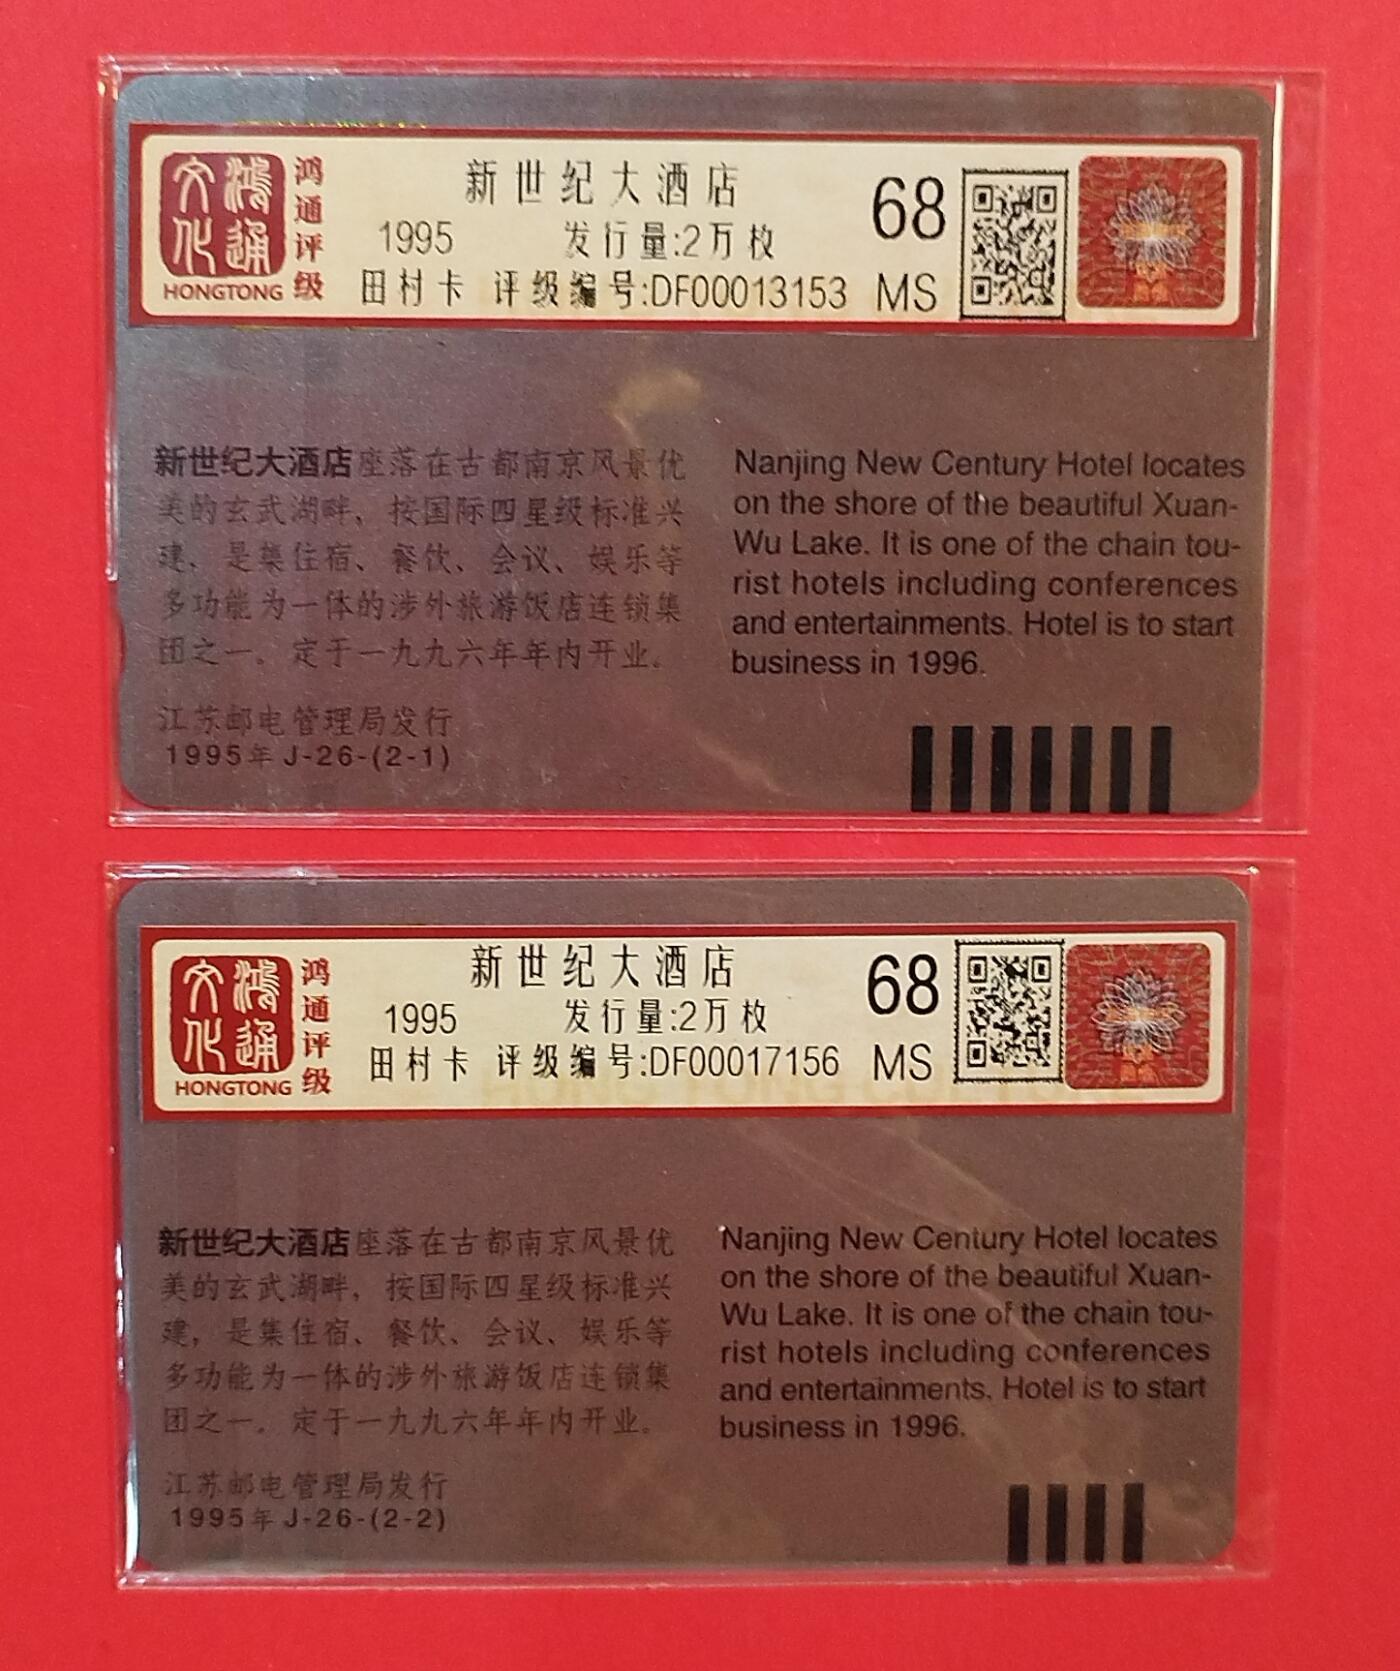 鸿通文化
HONGTONG
鸿通评级
新世纪大酒店
1995 发行量:2万枚
田村卡 评级编号:DF00013153
68
MS
新世纪大酒店座落在古都南京风景优
美的玄武湖畔，按国际四星级标准兴
建，是集住宿、餐饮、会议、娱乐等
多功能为一体的涉外旅游饭店连锁集
团之一。定于一九九六年年内开业。
江苏邮电管理局发行
1995年 J-26-(2-1)
Nanjing New Century Hotel locates
on the shore of the beautiful Xuan-
Wu Lake. It is one of the chain tou-
rist hotels including conferences
and entertainments. Hotel is to start
business in 1996.
鸿通文化
HONGTONG
鸿通评级
新世纪大酒店
1995 发行量:2万枚
田村卡 评级编号:DF00017156
68
MS
新世纪大酒店座落在古都南京风景优
美的玄武湖畔，按国际四星级标准兴
建，是集住宿、餐饮、会议、娱乐等
多功能为一体的涉外旅游饭店连锁集
团之一。定于一九九六年年内开业。
江苏邮电管理局发行
1995年 J-26-(2-2)
Nanjing New Century Hotel locates
on the shore of the beautiful Xuan-
Wu Lake. It is one of the chain tou-
rist hotels including conferences
and entertainments. Hotel is to start
business in 1996.